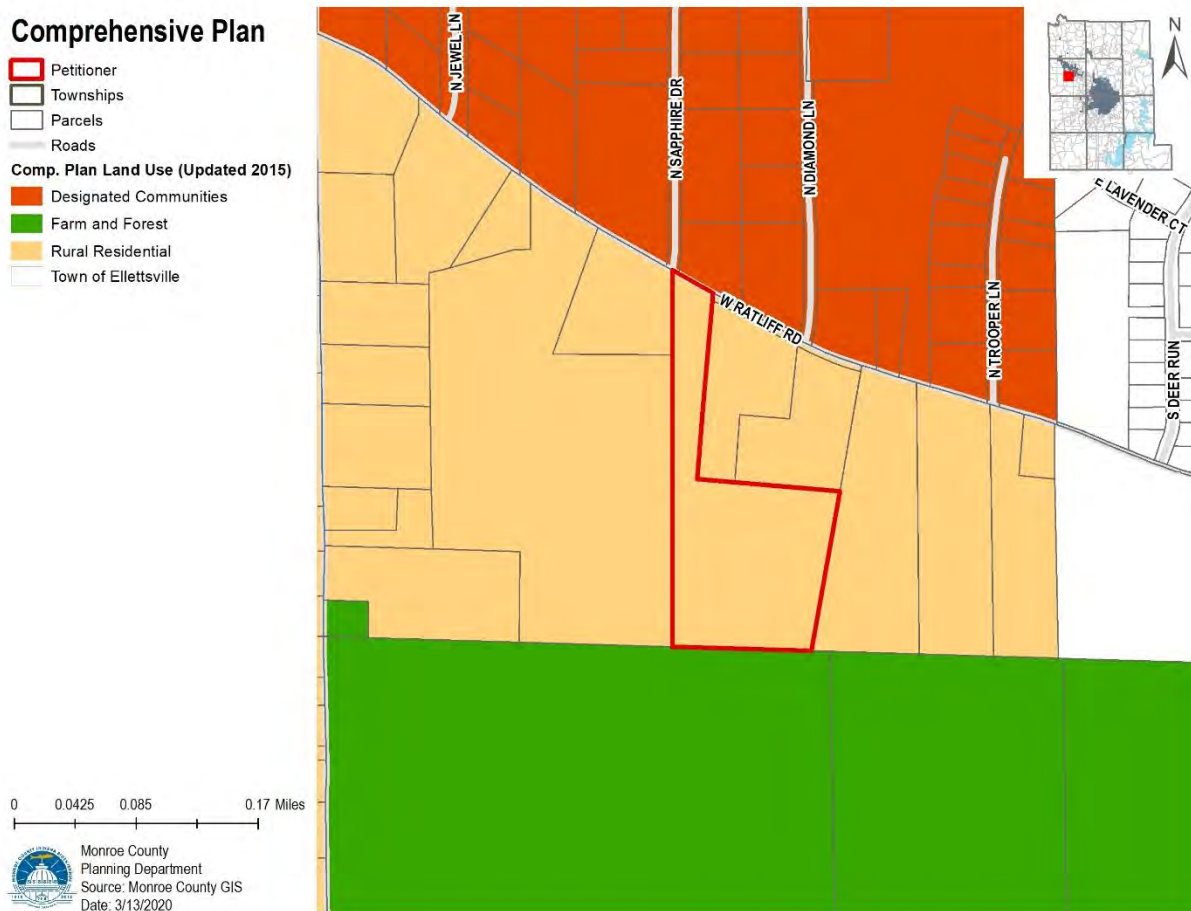 Comprehensive Plan
Petitioner
Townships
Parcels
Roads
Comp. Plan Land Use (Updated 2015)
Designated Communities
Farm and Forest
Rural Residential
Town of Ellettsville
N JEWEL LN
N SAPPHIRE DR
N DIAMOND LN
N TROOPER LN
W RATLIFF RD
E LAVENDER CT
S DEER RUN
N
0 0.0425 0.085 0.17 Miles
Monroe County
Planning Department
Source: Monroe County GIS
Date: 3/13/2020